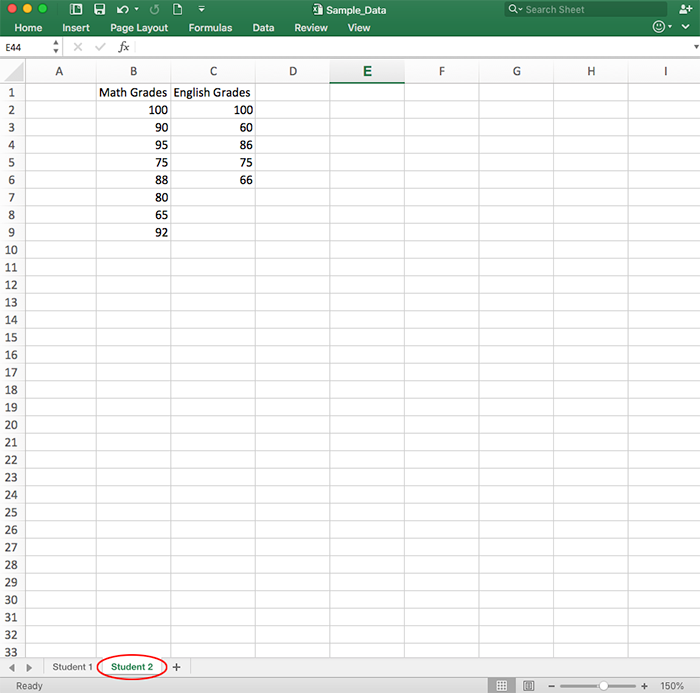 Sample_Data
Search Sheet
Home Insert Page Layout Formulas Data Review View
E44 fx
A B C D E F G H I
1 Math Grades English Grades
2 100 100
3 90 60
4 95 86
5 75 75
6 88 66
7 80
8 65
9 92
10
11
12
13
14
15
16
17
18
19
20
21
22
23
24
25
26
27
28
29
30
31
32
33
Student 1 Student 2 +
Ready 150%